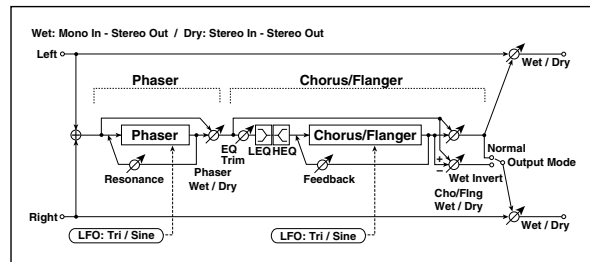 Wet: Mono In - Stereo Out / Dry: Stereo In - Stereo Out
Left
Wet / Dry
Phaser
Chorus/Flanger
Phaser
EQ
Trim
LEQ
HEQ
Chorus/Flanger
Normal
Output Mode
Resonance
Phaser
Wet / Dry
Feedback
+
−
Wet Invert
Cho/Flng
Wet / Dry
Right
Wet / Dry
LFO: Tri / Sine
LFO: Tri / Sine